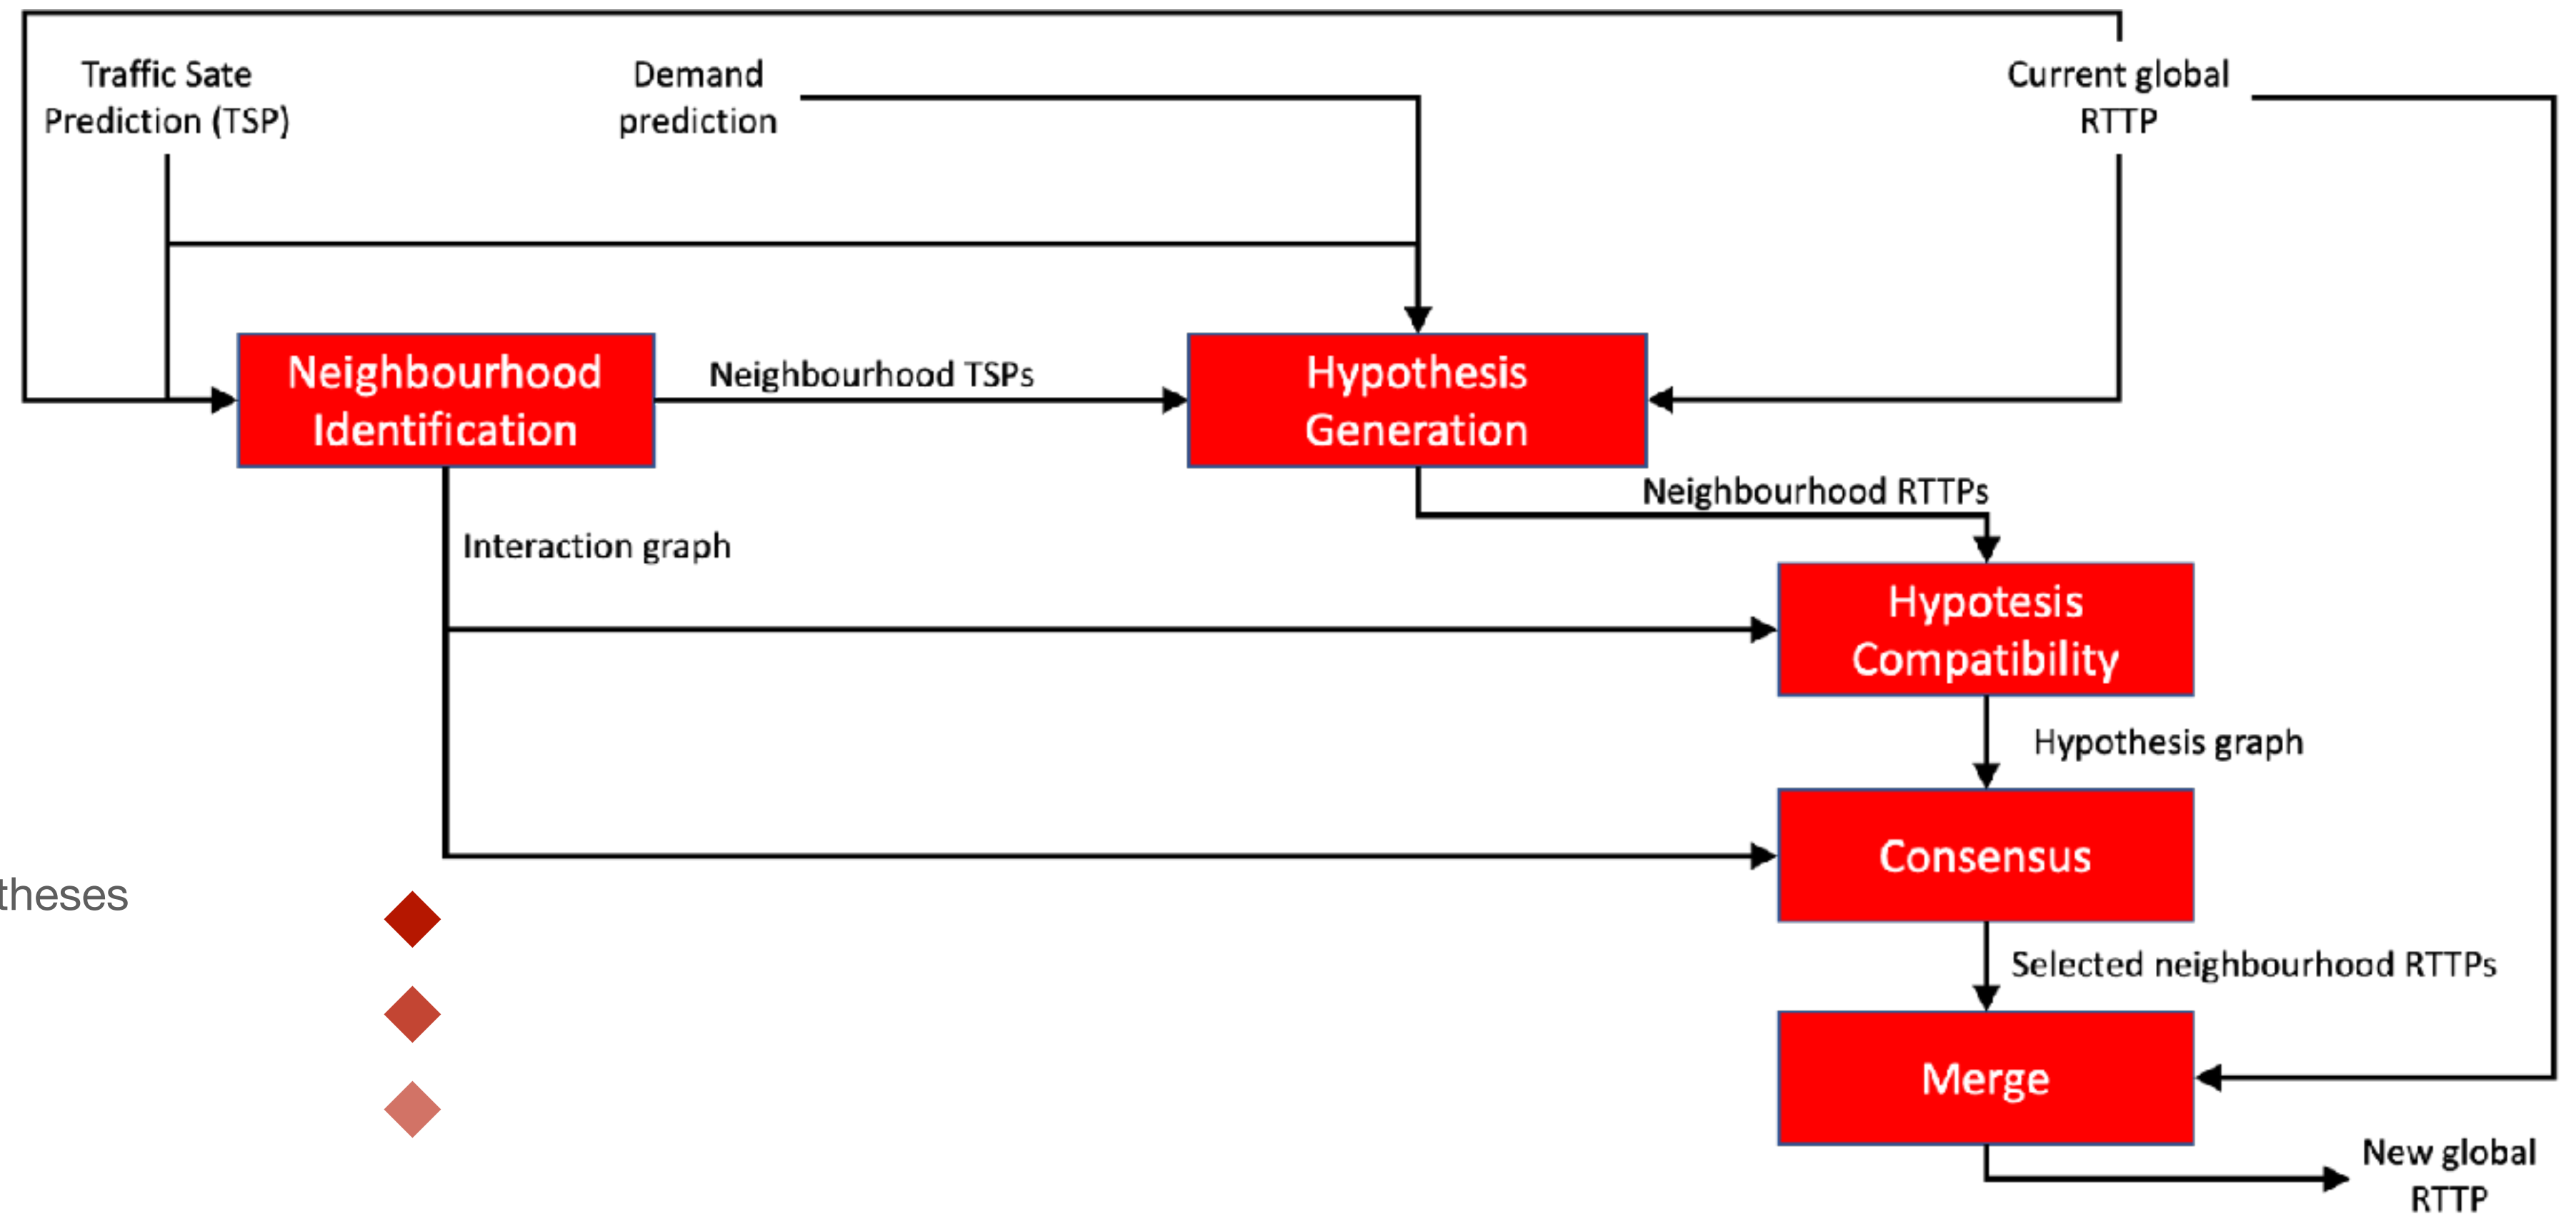 Traffic Sate
Prediction (TSP)
Demand
prediction
Current global
RTTP
Neighbourhood
Identification
Neighbourhood TSPs
Hypothesis
Generation
Neighbourhood RTTPs
Interaction graph
Hypotesis
Compatibility
Hypothesis graph
Consensus
theses
Selected neighbourhood RTTPs
Merge
New global
RTTP